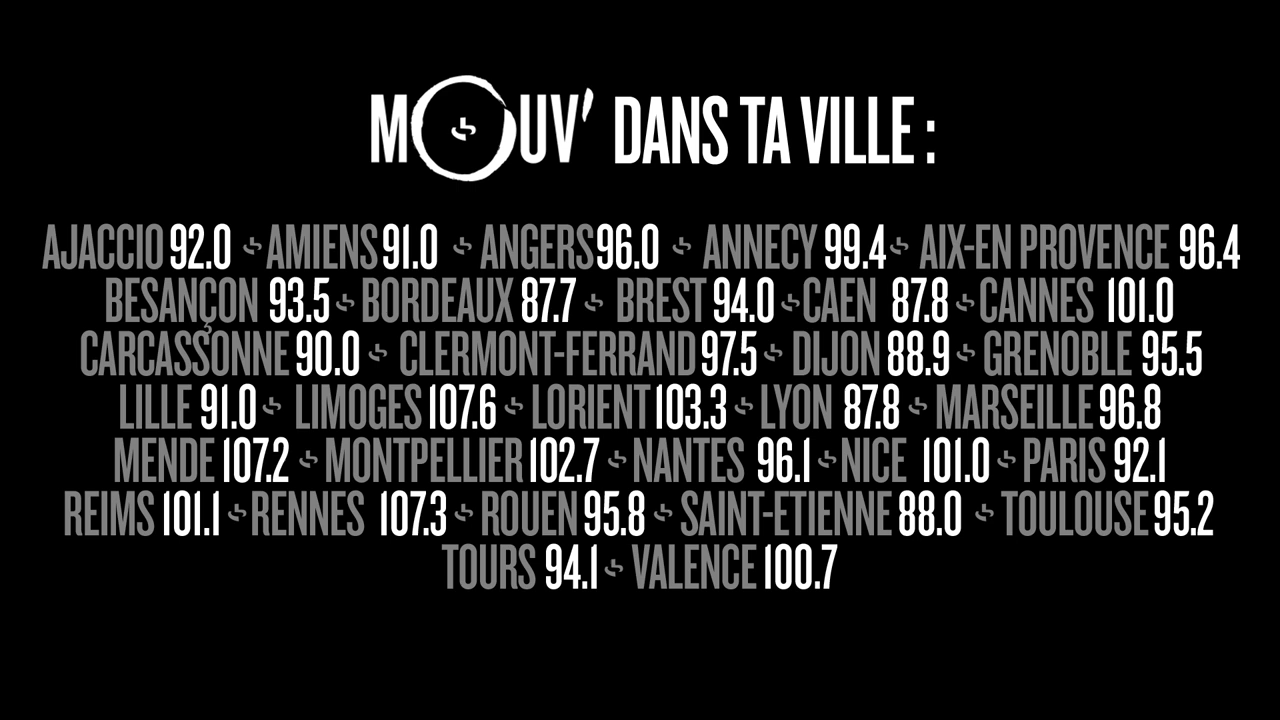 MOUV' DANS TA VILLE :
AJACCIO 92.0 AMIENS 91.0 ANGERS 96.0 ANNECY 99.4 AIX-EN PROVENCE 96.4
BESANÇON 93.5 BORDEAUX 87.7 BREST 94.0 CAEN 87.8 CANNES 101.0
CARCASSONNE 90.0 CLERMONT-FERRAND 97.5 DIJON 88.9 GRENOBLE 95.5
LILLE 91.0 LIMOGES 107.6 LORIENT 103.3 LYON 87.8 MARSEILLE 96.8
MENDE 107.2 MONTPELLIER 102.7 NANTES 96.1 NICE 101.0 PARIS 92.1
REIMS 101.1 RENNES 107.3 ROUEN 95.8 SAINT-ETIENNE 88.0 TOULOUSE 95.2
TOURS 94.1 VALENCE 100.7